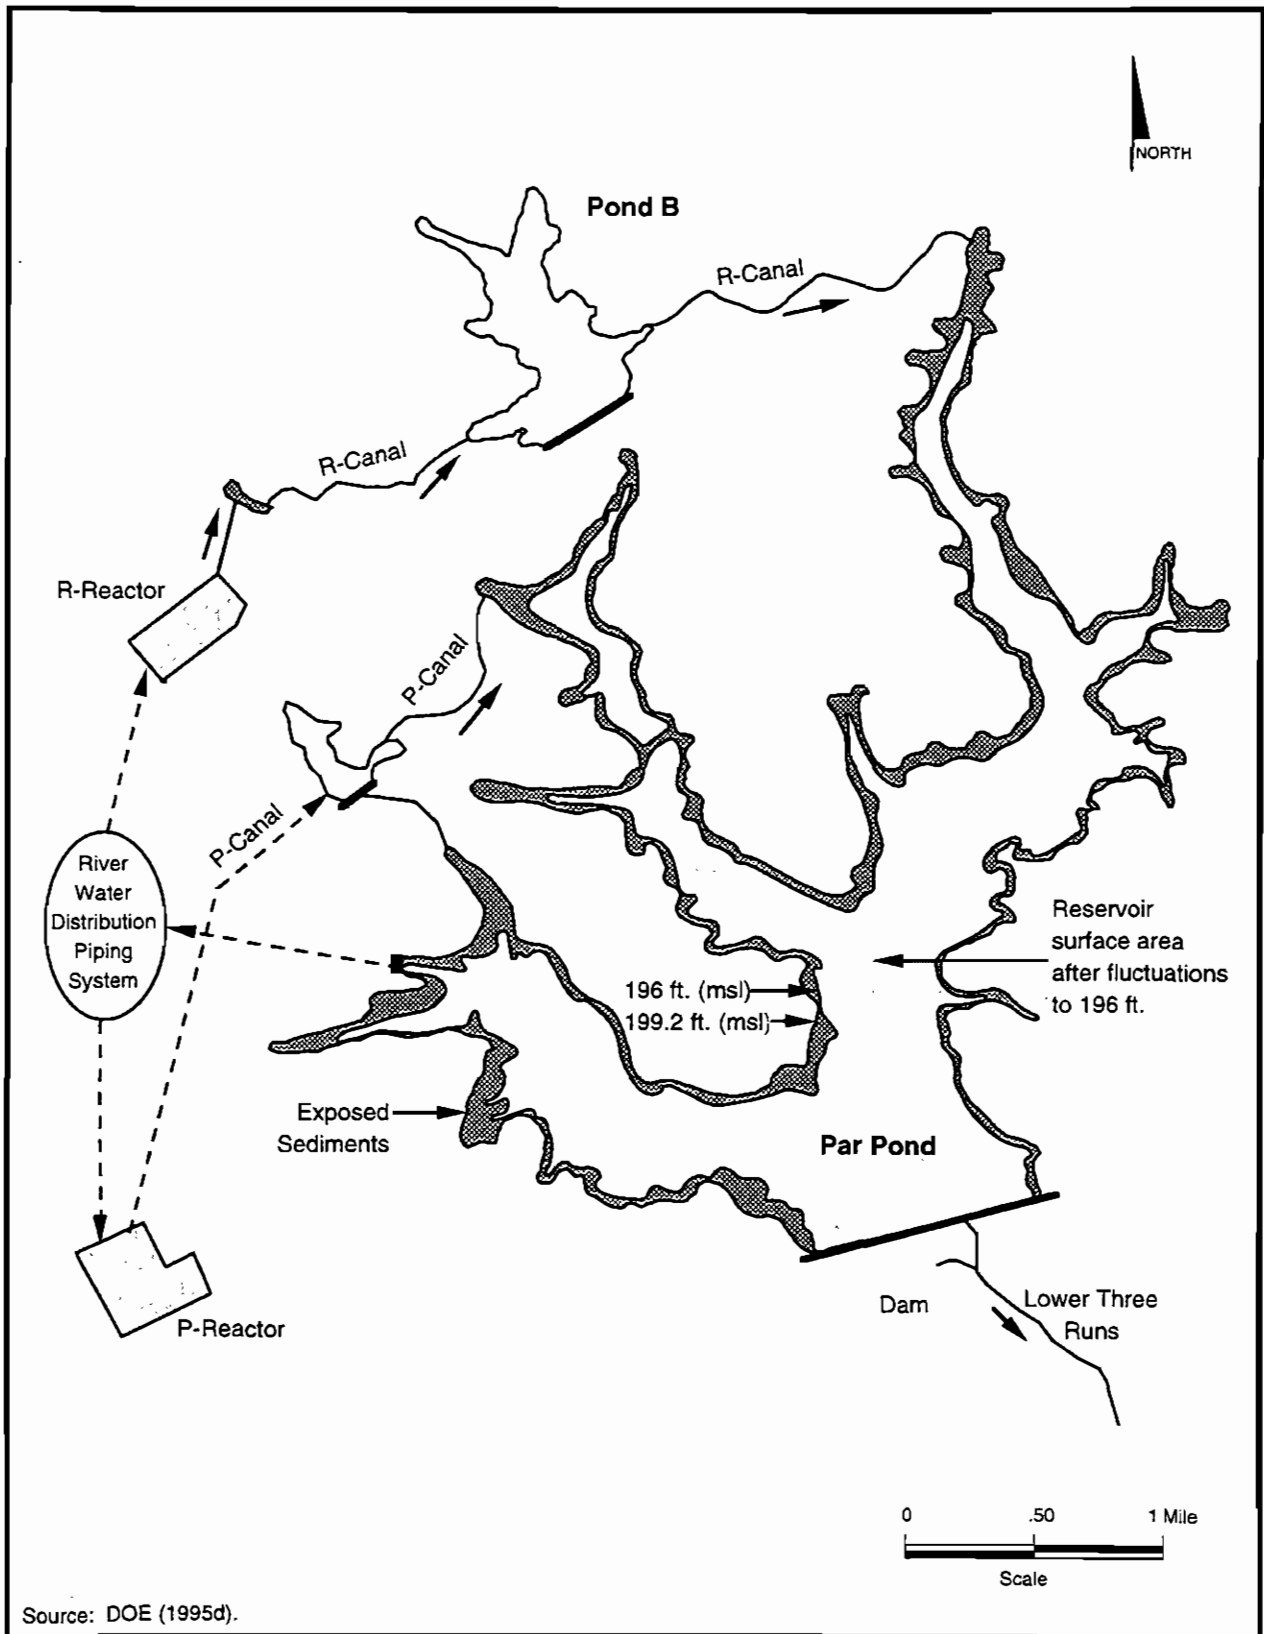 NORTH
Pond B
R-Canal
R-Canal
R-Reactor
P-Canal
P-Canal
River
Water
Distribution
Piping
System
Reservoir
surface area
after fluctuations
to 196 ft.
196 ft. (msl)
199.2 ft. (msl)
Exposed
Sediments
Par Pond
Dam
Lower Three
Runs
P-Reactor
0 .50 1 Mile
Scale
Source: DOE (1995d).